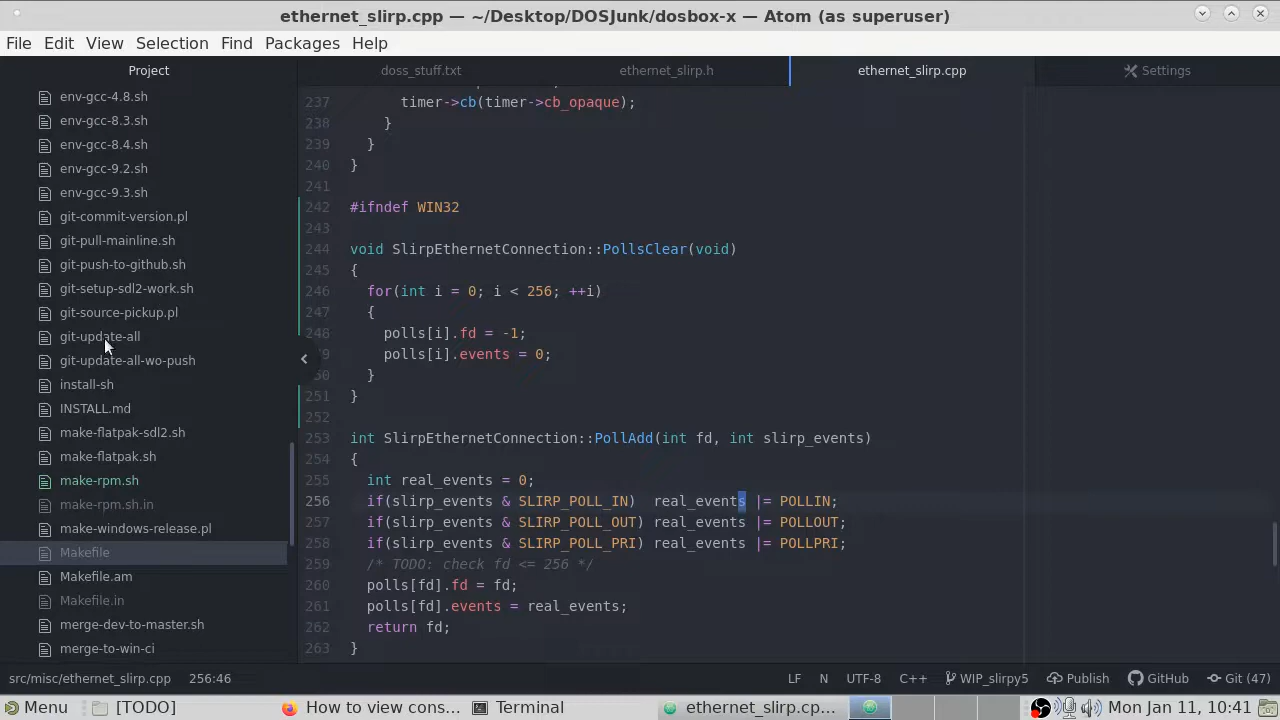 ethernet_slirp.cpp — ~/Desktop/DOSJunk/dosbox-x — Atom (as superuser)
File Edit View Selection Find Packages Help
Project
doss_stuff.txt
ethernet_slirp.h
ethernet_slirp.cpp
Settings
env-gcc-4.8.sh
env-gcc-8.3.sh
env-gcc-8.4.sh
env-gcc-9.2.sh
env-gcc-9.3.sh
git-commit-version.pl
git-pull-mainline.sh
git-push-to-github.sh
git-setup-sdl2-work.sh
git-source-pickup.pl
git-update-all
git-update-all-wo-push
install-sh
INSTALL.md
make-flatpak-sdl2.sh
make-flatpak.sh
make-rpm.sh
make-rpm.sh.in
make-windows-release.pl
Makefile
Makefile.am
Makefile.in
merge-dev-to-master.sh
merge-to-win-ci
237 timer->cb(timer->cb_opaque);
238 }
239 }
240 }
241
242 #ifndef WIN32
243
244 void SlirpEthernetConnection::PollsClear(void)
245 {
246 for(int i = 0; i < 256; ++i)
247 {
248 polls[i].fd = -1;
49 polls[i].events = 0;
50 }
251 }
252
253 int SlirpEthernetConnection::PollAdd(int fd, int slirp_events)
254 {
255 int real_events = 0;
256 if(slirp_events & SLIRP_POLL_IN)  real_events |= POLLIN;
257 if(slirp_events & SLIRP_POLL_OUT) real_events |= POLLOUT;
258 if(slirp_events & SLIRP_POLL_PRI) real_events |= POLLPRI;
259 /* TODO: check fd <= 256 */
260 polls[fd].fd = fd;
261 polls[fd].events = real_events;
262 return fd;
263 }
src/misc/ethernet_slirp.cpp 256:46 LF N UTF-8 C++ WIP_slirpy5 Publish GitHub Git (47)
Menu [TODO] How to view cons... Terminal ethernet_slirp.cp... Mon Jan 11, 10:41